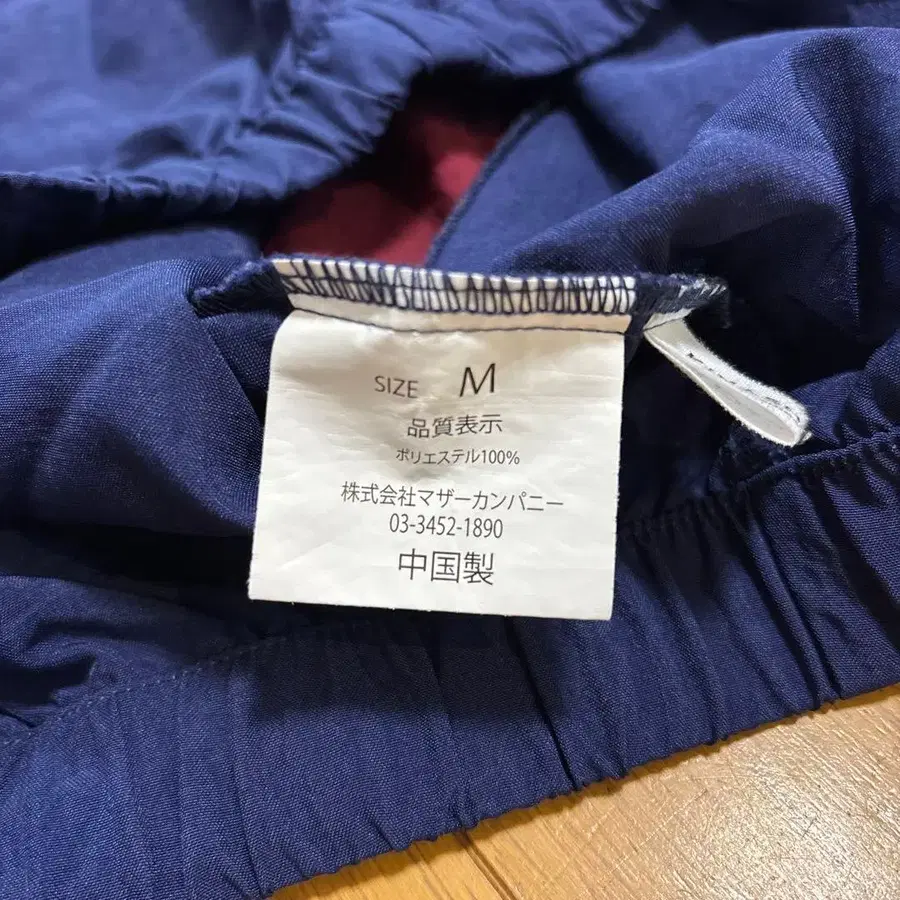 SIZE M
品質表示
ポリエステル100%
株式会社マザーカンパニー
03-3452-1890
中国製